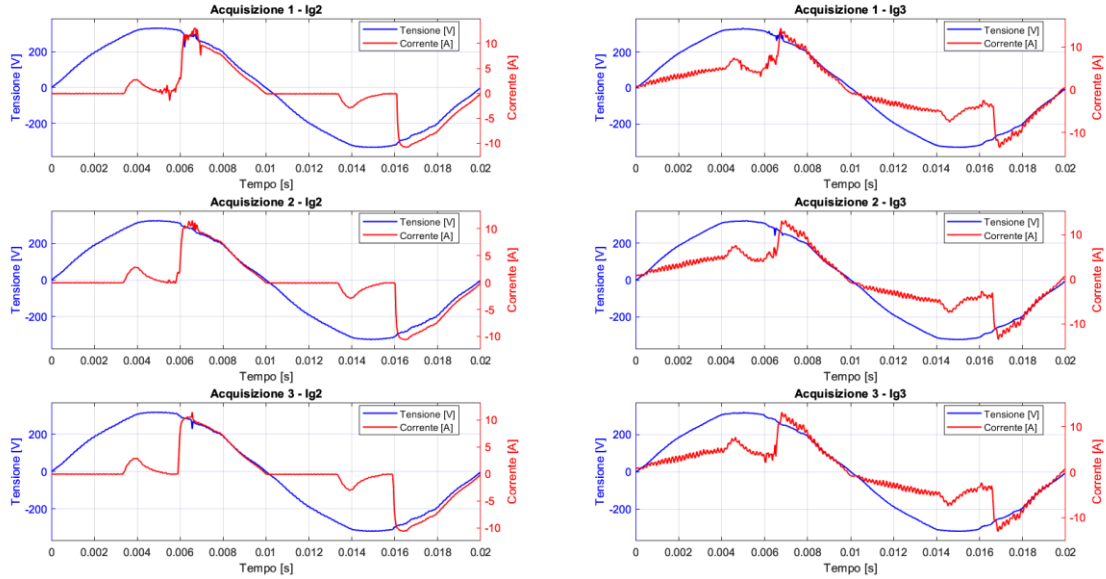 Acquisizione 1 - Ig2
Tensione [V]
200
0
-200
10
5
0
-5
-10
Corrente [A]
Tensione [V]
Corrente [A]
0 0.002 0.004 0.006 0.008 0.01 0.012 0.014 0.016 0.018 0.02
Tempo [s]
Acquisizione 1 - Ig3
Tensione [V]
200
0
-200
10
0
-10
Corrente [A]
Tensione [V]
Corrente [A]
0 0.002 0.004 0.006 0.008 0.01 0.012 0.014 0.016 0.018 0.02
Tempo [s]
Acquisizione 2 - Ig2
Tensione [V]
200
0
-200
10
5
0
-5
-10
Corrente [A]
Tensione [V]
Corrente [A]
0 0.002 0.004 0.006 0.008 0.01 0.012 0.014 0.016 0.018 0.02
Tempo [s]
Acquisizione 2 - Ig3
Tensione [V]
200
0
-200
10
0
-10
Corrente [A]
Tensione [V]
Corrente [A]
0 0.002 0.004 0.006 0.008 0.01 0.012 0.014 0.016 0.018 0.02
Tempo [s]
Acquisizione 3 - Ig2
Tensione [V]
200
0
-200
10
5
0
-5
-10
Corrente [A]
Tensione [V]
Corrente [A]
0 0.002 0.004 0.006 0.008 0.01 0.012 0.014 0.016 0.018 0.02
Tempo [s]
Acquisizione 3 - Ig3
Tensione [V]
200
0
-200
10
0
-10
Corrente [A]
Tensione [V]
Corrente [A]
0 0.002 0.004 0.006 0.008 0.01 0.012 0.014 0.016 0.018 0.02
Tempo [s]